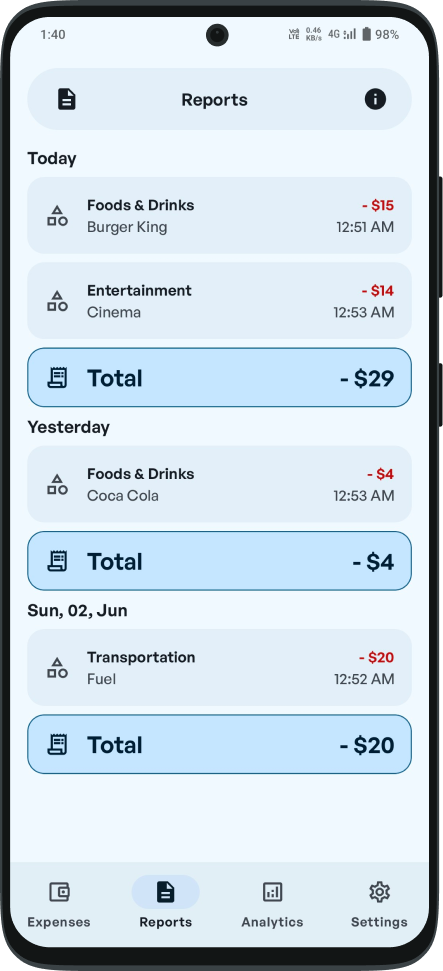 1:40
Vo)) LTE 0.46 KB/s 4G 98%
Reports
Today
Foods & Drinks - $15
Burger King 12:51 AM
Entertainment - $14
Cinema 12:53 AM
Total - $29
Yesterday
Foods & Drinks - $4
Coca Cola 12:53 AM
Total - $4
Sun, 02, Jun
Transportation - $20
Fuel 12:52 AM
Total - $20
Expenses Reports Analytics Settings